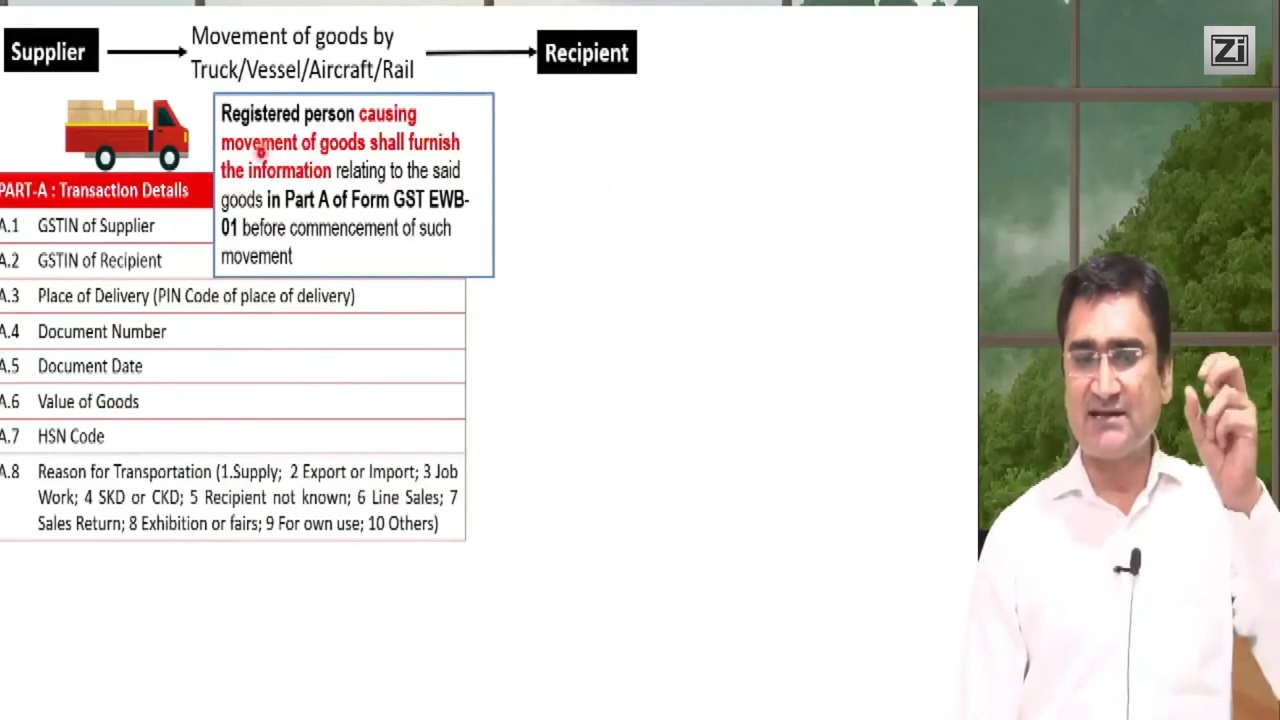 Supplier
Movement of goods by
Truck/Vessel/Aircraft/Rail
Recipient
Zi
Registered person causing
movement of goods shall furnish
the information relating to the said
goods in Part A of Form GST EWB-
01 before commencement of such
movement
PART-A : Transaction Details
A.1 GSTIN of Supplier
A.2 GSTIN of Recipient
A.3 Place of Delivery (PIN Code of place of delivery)
A.4 Document Number
A.5 Document Date
A.6 Value of Goods
A.7 HSN Code
A.8 Reason for Transportation (1.Supply; 2 Export or Import; 3 Job
Work; 4 SKD or CKD; 5 Recipient not known; 6 Line Sales; 7
Sales Return; 8 Exhibition or fairs; 9 For own use; 10 Others)